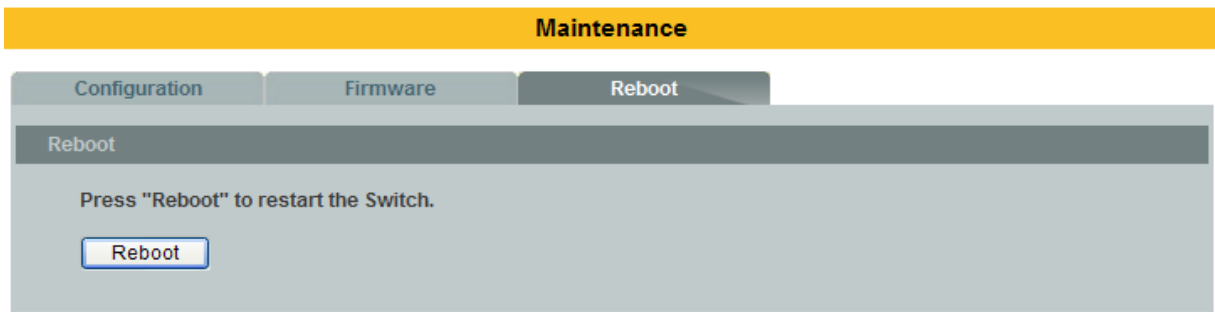 Maintenance
Configuration Firmware Reboot
Reboot
Press "Reboot" to restart the Switch.
Reboot